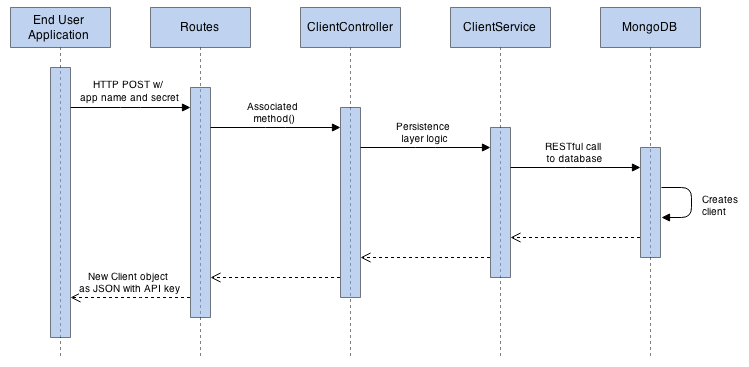 End User
Application
Routes
ClientController
ClientService
MongoDB
HTTP POST w/
app name and secret
Associated
method()
Persistence
layer logic
RESTful call
to database
Creates
client
New Client object
as JSON with API key